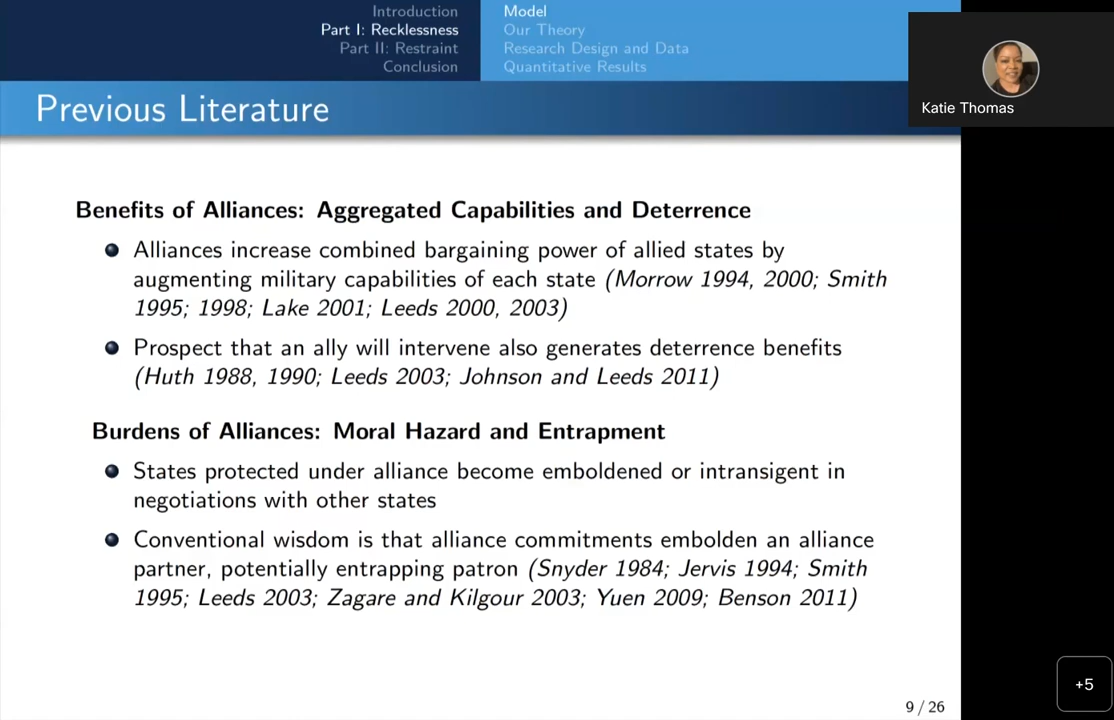 Introduction
Part I: Recklessness
Part II: Restraint
Conclusion
Model
Our Theory
Research Design and Data
Quantitative Results
Katie Thomas
Previous Literature
Benefits of Alliances: Aggregated Capabilities and Deterrence
Alliances increase combined bargaining power of allied states by
augmenting military capabilities of each state (Morrow 1994, 2000; Smith
1995; 1998; Lake 2001; Leeds 2000, 2003)
Prospect that an ally will intervene also generates deterrence benefits
(Huth 1988, 1990; Leeds 2003; Johnson and Leeds 2011)
Burdens of Alliances: Moral Hazard and Entrapment
States protected under alliance become emboldened or intransigent in
negotiations with other states
Conventional wisdom is that alliance commitments embolden an alliance
partner, potentially entrapping patron (Snyder 1984; Jervis 1994; Smith
1995; Leeds 2003; Zagare and Kilgour 2003; Yuen 2009; Benson 2011)
+5
9 / 26